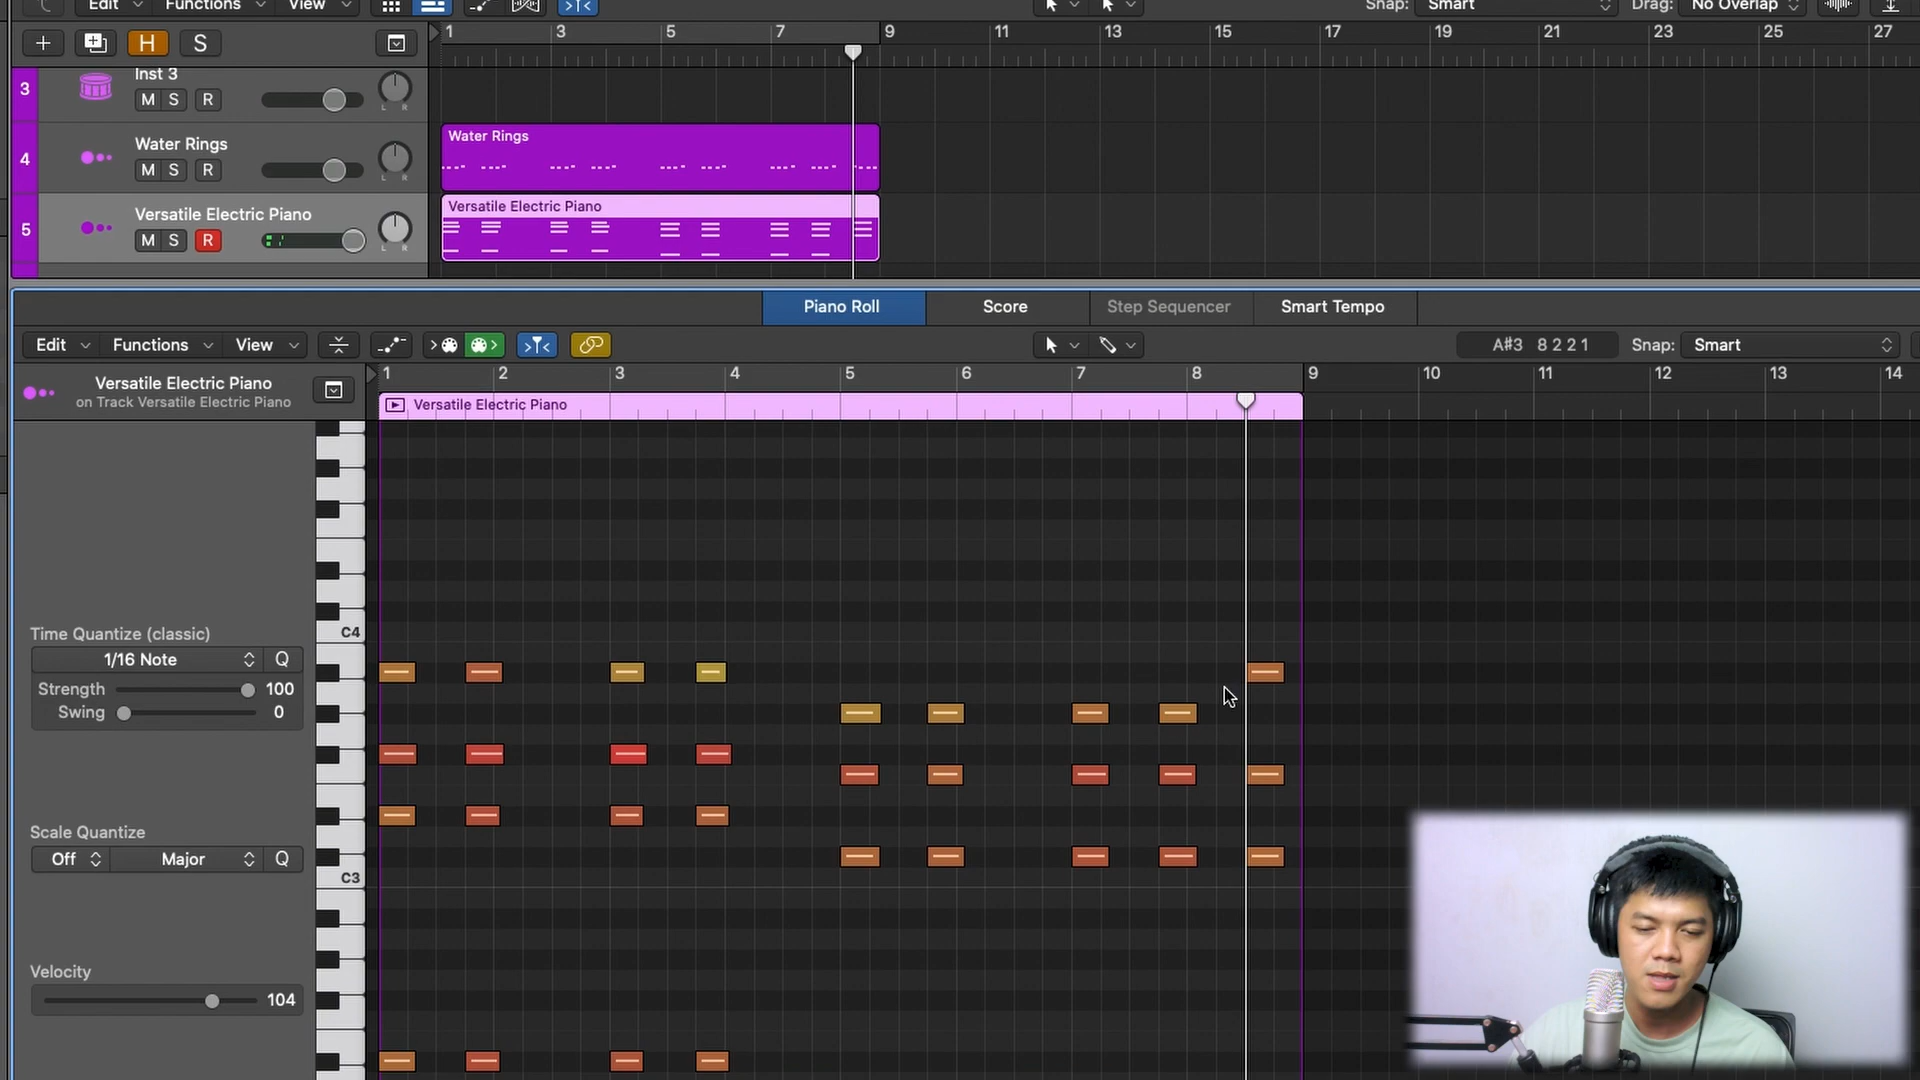 Edit Functions View Snap: Smart Drag: No Overlap
+ H S 1 3 5 7 9 11 13 15 17 19 21 23 25 27
3 Inst 3
M S R L R
4 Water Rings
M S R L R
Water Rings
5 Versatile Electric Piano
M S R L R
Versatile Electric Piano
Piano Roll Score Step Sequencer Smart Tempo
Edit Functions View A#3 8 2 2 1 Snap: Smart
Versatile Electric Piano
on Track Versatile Electric Piano
1 2 3 4 5 6 7 8 9 10 11 12 13 14
Versatile Electric Piano
C4
Time Quantize (classic)
1/16 Note Q
Strength 100
Swing 0
Scale Quantize
Off Major Q
C3
Velocity
104